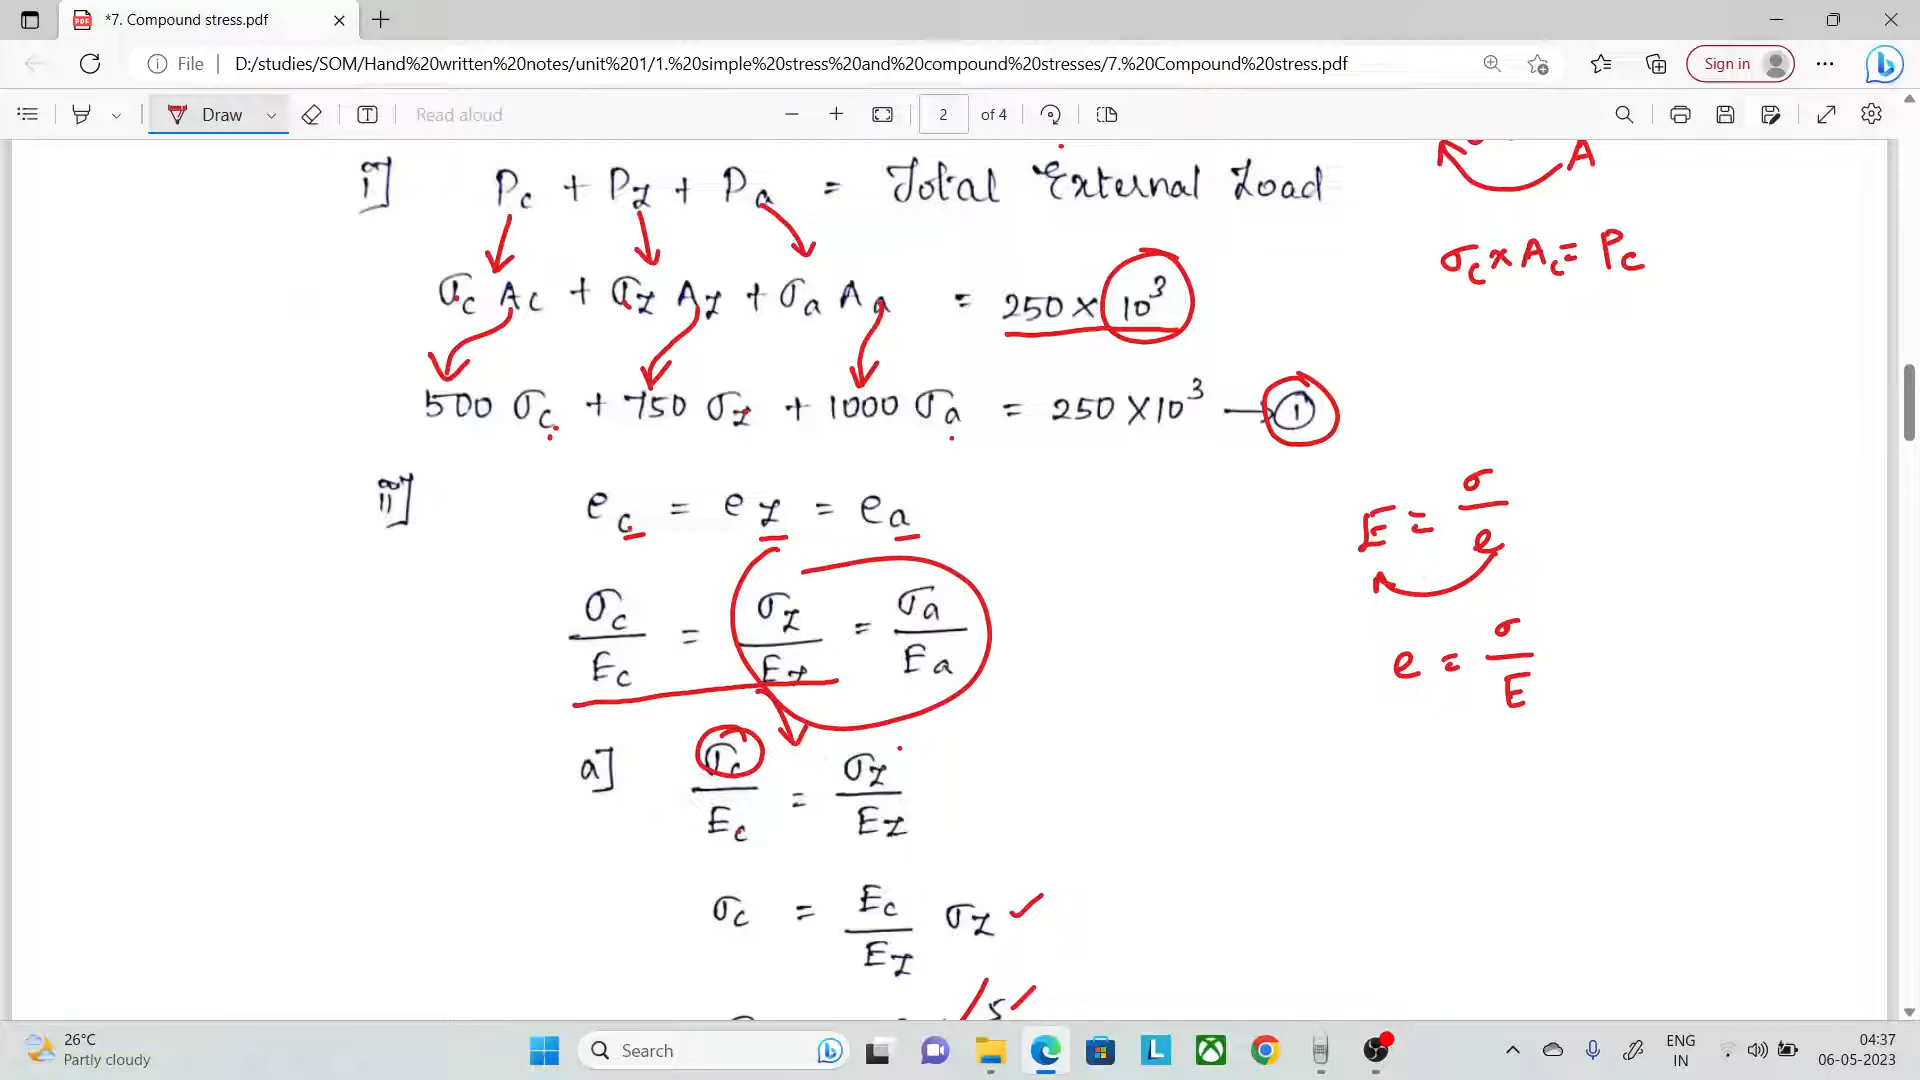 *7. Compound stress.pdf
File D:/studies/SOM/Hand%20written%20notes/unit%201/1.%20simple%20stress%20and%20compound%20stresses/7.%20Compound%20stress.pdf Sign in
Draw Read aloud 2 of 4
i] Pc + Pz + Pa = Total External Load
A
σc × Ac = Pc
σc Ac + σz Az + σa Aa = 250 × 10³
500 σc + 750 σz + 1000 σa = 250 × 10³ → ①
ii] ec = ez = ea
E = σ/e
σc/Ec = σz/Ez = σa/Ea
e = σ/E
a] σc/Ec = σz/Ez
σc = Ec/Ez σz
5
26°C
Partly cloudy
Search
ENG
IN
04:37
06-05-2023